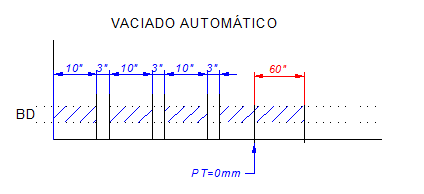 VACIADO AUTOMÁTICO
10" 3" 10" 3" 10" 3" 60"
BD
PT=0mm